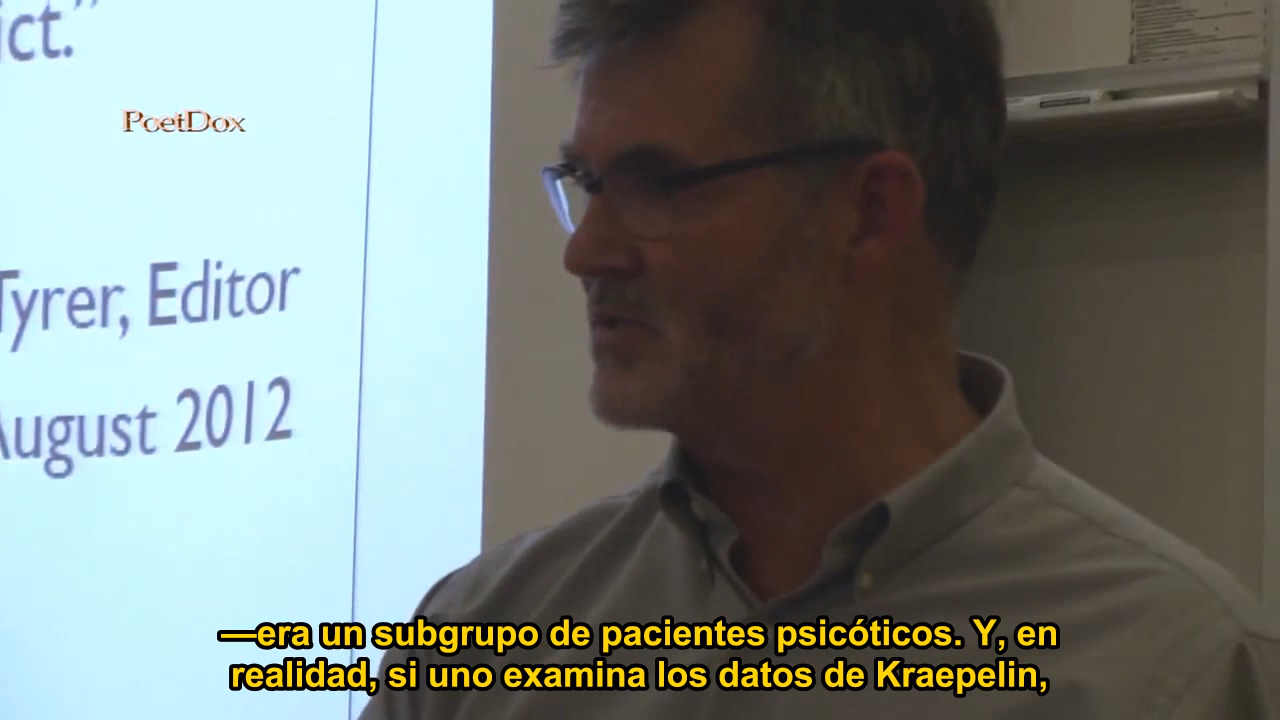 ict.”
PoetDox
Tyrer, Editor
August 2012
—era un subgrupo de pacientes psicóticos. Y, en
realidad, si uno examina los datos de Kraepelin,